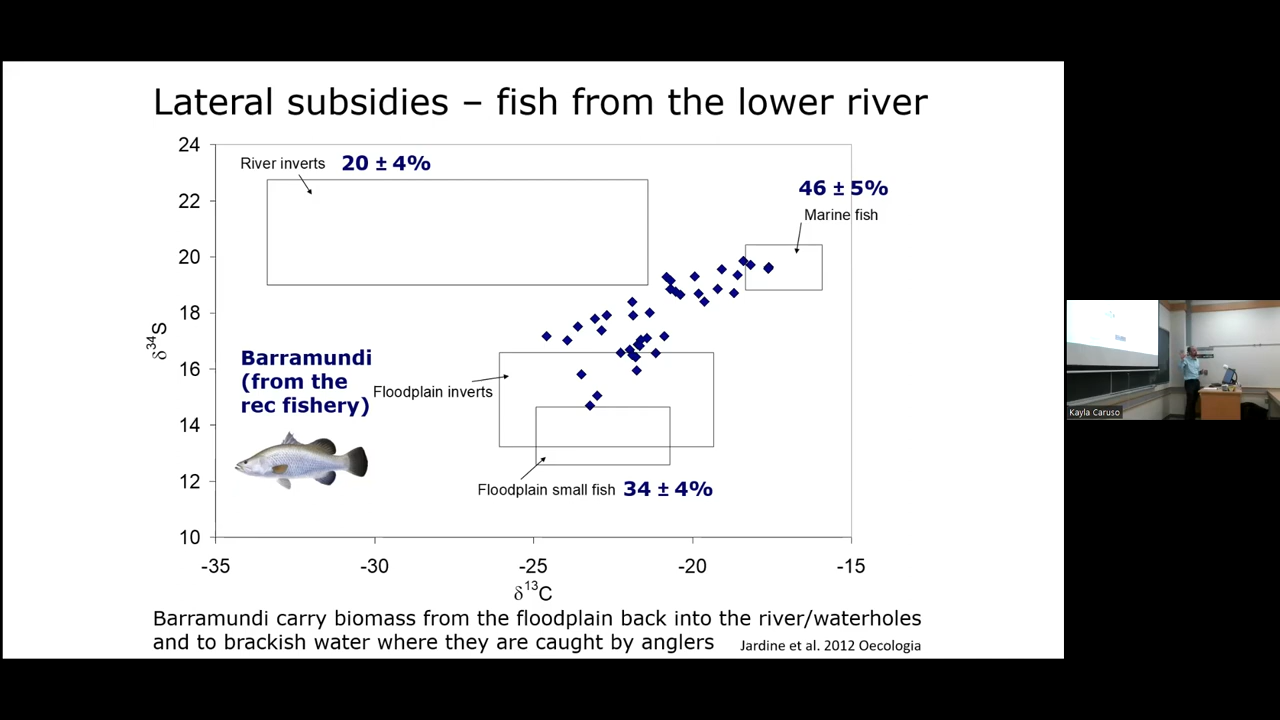 Lateral subsidies – fish from the lower river
24
22
20
18
16
14
12
10
δ³⁴S
River inverts 20 ± 4%
46 ± 5%
Marine fish
Barramundi
(from the
rec fishery)
Floodplain inverts
Floodplain small fish 34 ± 4%
-35 -30 -25 -20 -15
δ¹³C
Barramundi carry biomass from the floodplain back into the river/waterholes
and to brackish water where they are caught by anglers Jardine et al. 2012 Oecologia
Kayla Caruso